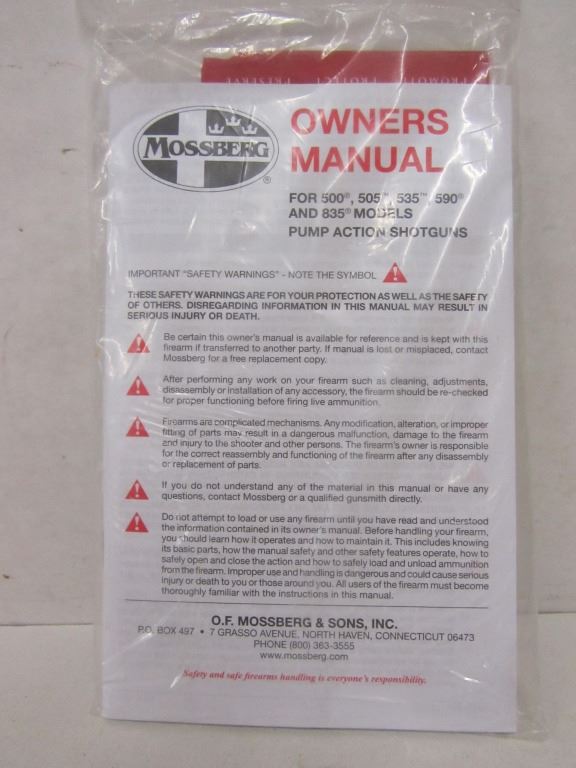 PROMOTE PROTECT PRESERVE
MOSSBERG®
OWNERS
MANUAL
FOR 500®, 505™, 535™, 590®
AND 835® MODELS
PUMP ACTION SHOTGUNS
IMPORTANT "SAFETY WARNINGS" - NOTE THE SYMBOL
THESE SAFETY WARNINGS ARE FOR YOUR PROTECTION AS WELL AS THE SAFETY
OF OTHERS. DISREGARDING INFORMATION IN THIS MANUAL MAY RESULT IN
SERIOUS INJURY OR DEATH.
Be certain this owner's manual is available for reference and is kept with this
firearm if transferred to another party. If manual is lost or misplaced, contact
Mossberg for a free replacement copy.
After performing any work on your firearm such as cleaning, adjustments,
disassembly or installation of any accessory, the firearm should be re-checked
for proper functioning before firing live ammunition.
Firearms are complicated mechanisms. Any modification, alteration, or improper
fitting of parts may result in a dangerous malfunction, damage to the firearm
and injury to the shooter and other persons. The firearm's owner is responsible
for the correct reassembly and functioning of the firearm after any disassembly
or replacement of parts.
If you do not understand any of the material in this manual or have any
questions, contact Mossberg or a qualified gunsmith directly.
Do not attempt to load or use any firearm until you have read and understood
the information contained in its owner's manual. Before handling your firearm,
you should learn how it operates and how to maintain it. This includes knowing
its basic parts, how the manual safety and other safety features operate, how to
safely open and close the action and how to safely load and unload ammunition
from the firearm. Improper use and handling is dangerous and could cause serious
injury or death to you or those around you. All users of the firearm must become
thoroughly familiar with the instructions in this manual.
O.F. MOSSBERG & SONS, INC.
P.O. BOX 497 • 7 GRASSO AVENUE, NORTH HAVEN, CONNECTICUT 06473
PHONE (800) 363-3555
www.mossberg.com
Safety and safe firearms handling is everyone's responsibility.